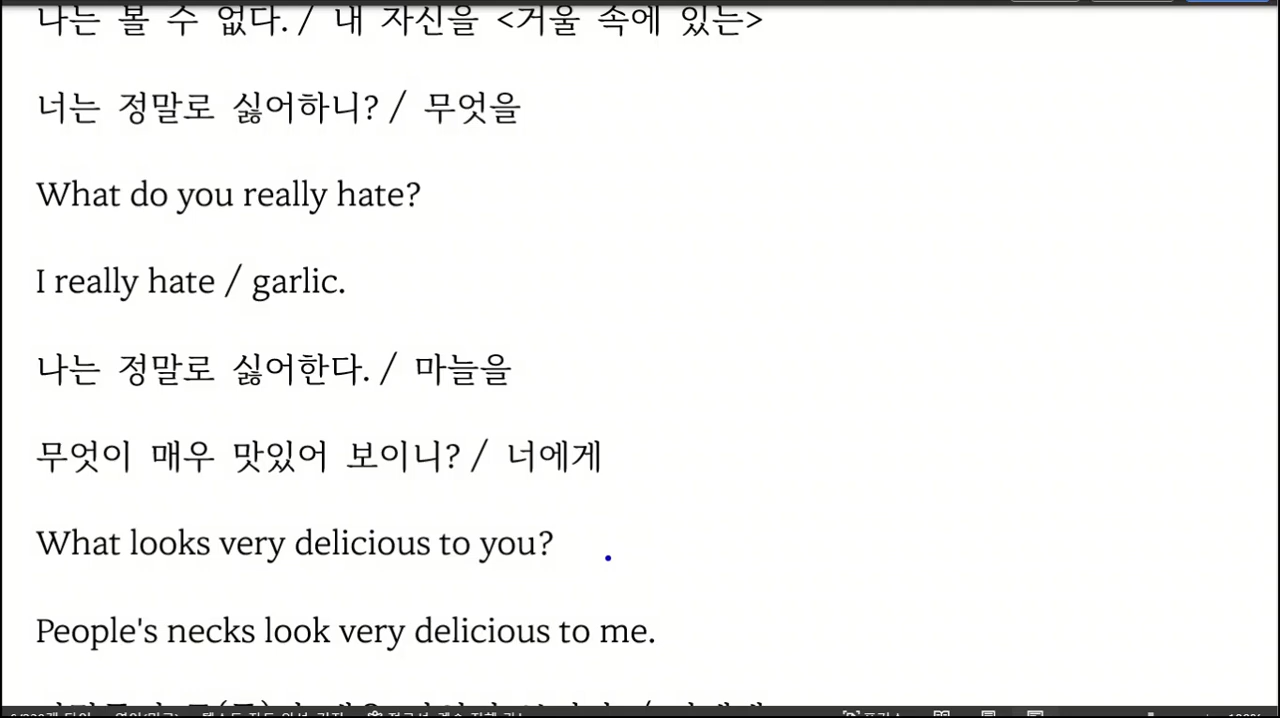 나는 볼 수 없다. / 내 자신을 <거울 속에 있는>
너는 정말로 싫어하니? / 무엇을
What do you really hate?
I really hate / garlic.
나는 정말로 싫어한다. / 마늘을
무엇이 매우 맛있어 보이니? / 너에게
What looks very delicious to you?
People's necks look very delicious to me.